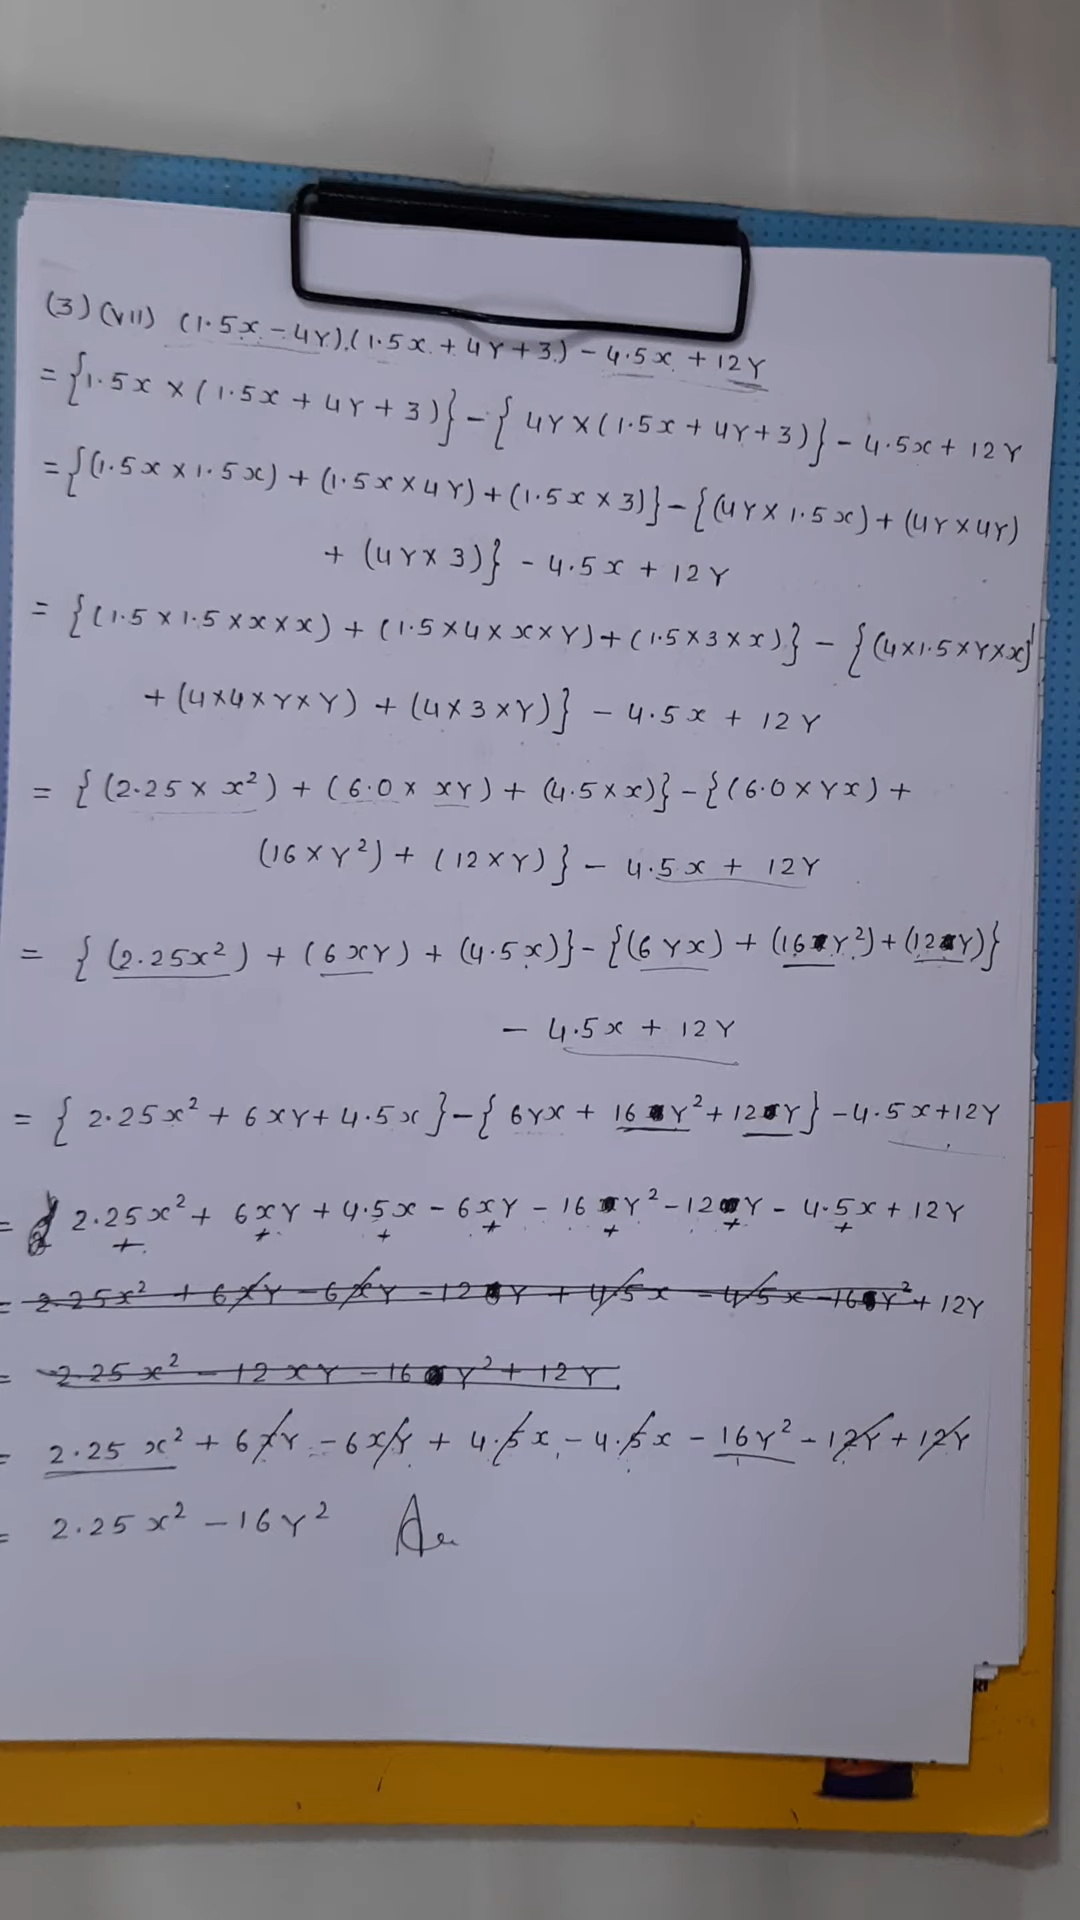 (3) (vii) (1.5x - 4Y).(1.5x + 4Y + 3) - 4.5x + 12Y
= {1.5x × (1.5x + 4Y + 3)} - { 4Y × (1.5x + 4Y + 3)} - 4.5x + 12Y
= {(1.5x × 1.5x) + (1.5x × 4Y) + (1.5x × 3)} - {(4Y × 1.5x) + (4Y × 4Y)
+ (4Y × 3)} - 4.5x + 12Y
= {(1.5 × 1.5 × x × x) + (1.5 × 4 × x × Y) + (1.5 × 3 × x)} - {(4 × 1.5 × Y × x)
+ (4 × 4 × Y × Y) + (4 × 3 × Y)} - 4.5x + 12Y
= {(2.25 × x²) + (6.0 × xY) + (4.5 × x)} - {(6.0 × Yx) +
(16 × Y²) + (12 × Y)} - 4.5x + 12Y
= {(2.25x²) + (6xY) + (4.5x)} - {(6Yx) + (16Y²) + (12Y)}
- 4.5x + 12Y
= { 2.25x² + 6xY + 4.5x } - { 6Yx + 16Y² + 12Y } - 4.5x + 12Y
= 2.25x² + 6xY + 4.5x - 6xY - 16Y² - 12Y - 4.5x + 12Y
= 2.25x² + 6xY - 6xY - 12Y + 4.5x - 4.5x - 16Y² + 12Y
= 2.25x² - 12xY - 16Y² + 12Y
= 2.25x² + 6xY - 6xY + 4.5x - 4.5x - 16Y² - 12Y + 12Y
= 2.25x² - 16Y²